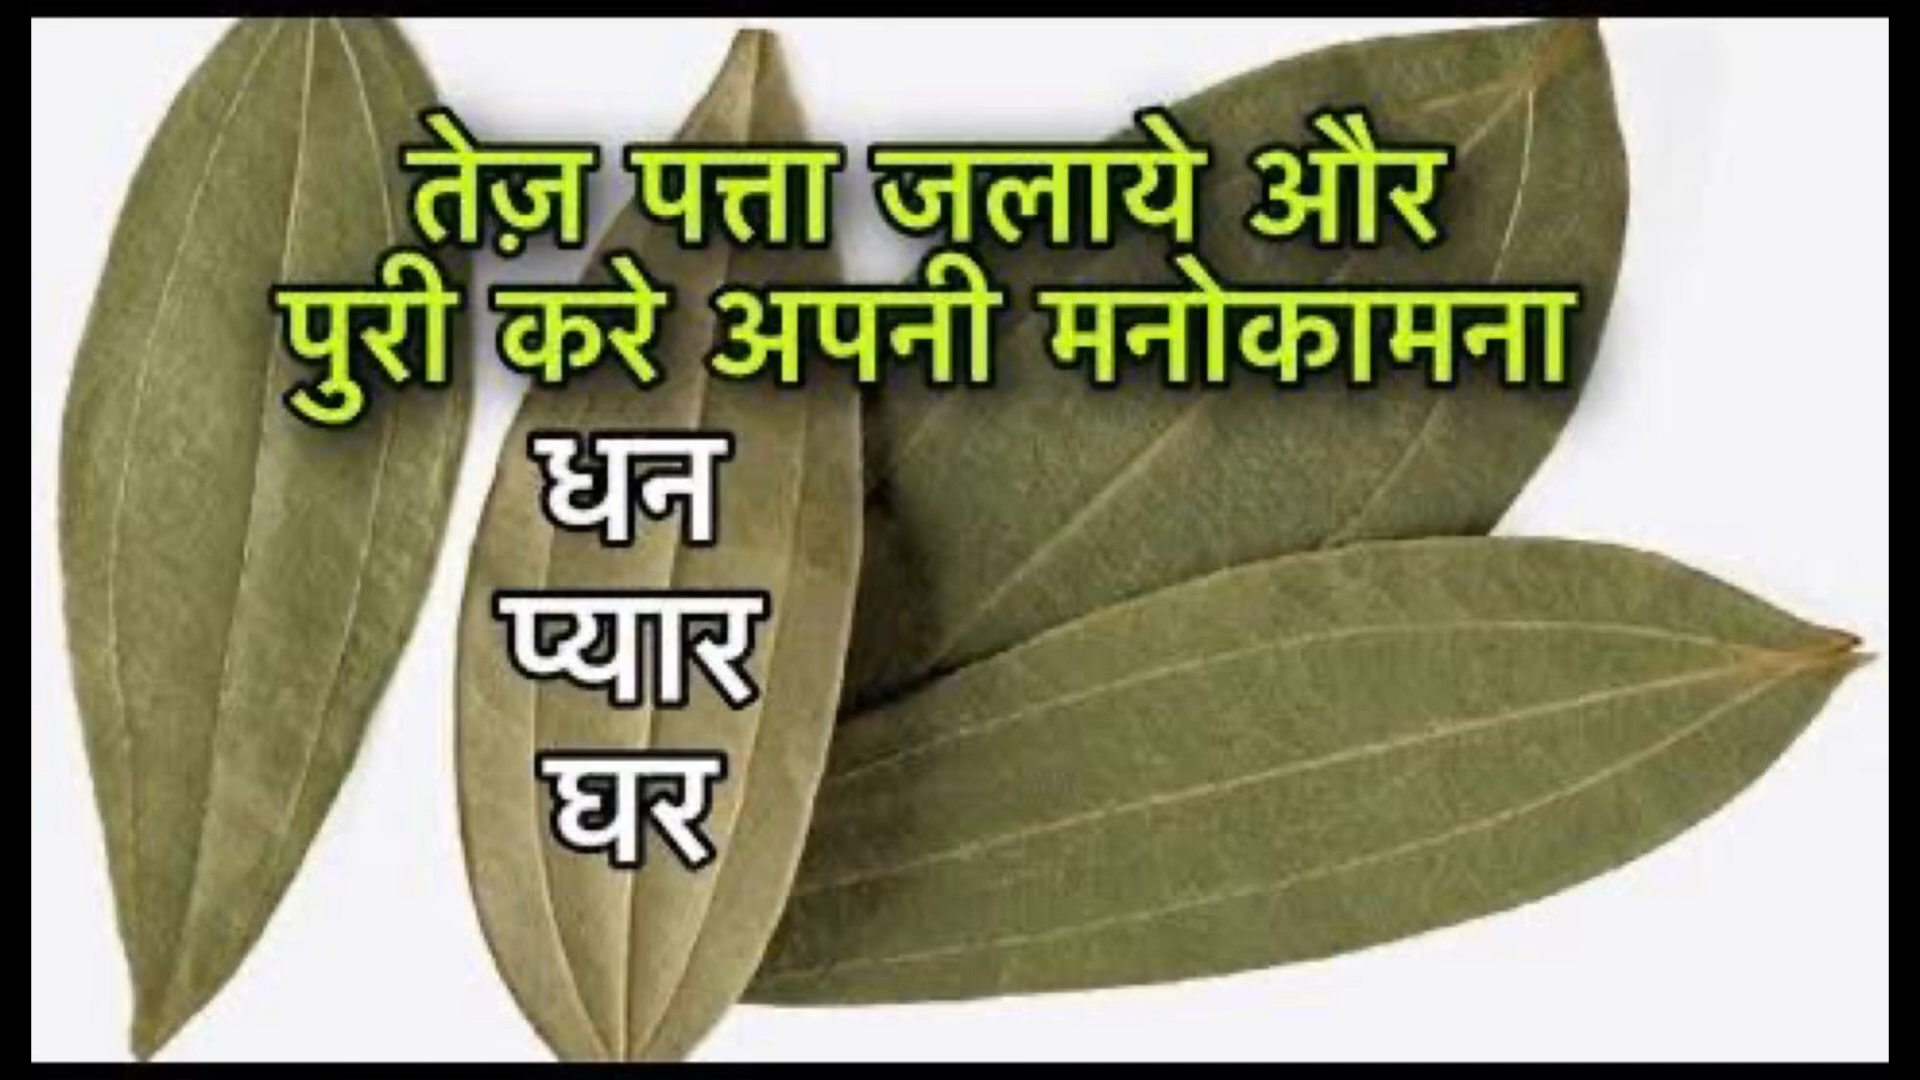 तेज़ पत्ता जलाये और
पुरी करे अपनी मनोकामना
धन
प्यार
घर